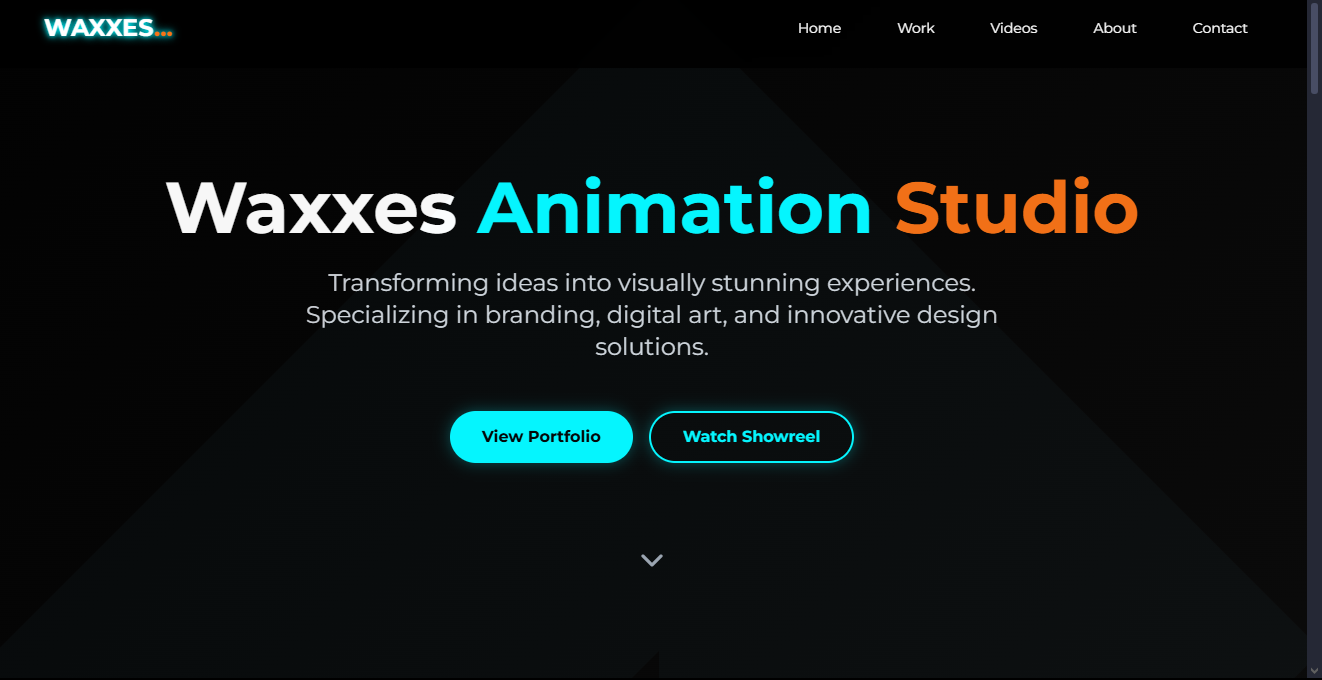 WAXXES...
Home
Work
Videos
About
Contact
Waxxes Animation Studio
Transforming ideas into visually stunning experiences.
Specializing in branding, digital art, and innovative design
solutions.
View Portfolio
Watch Showreel